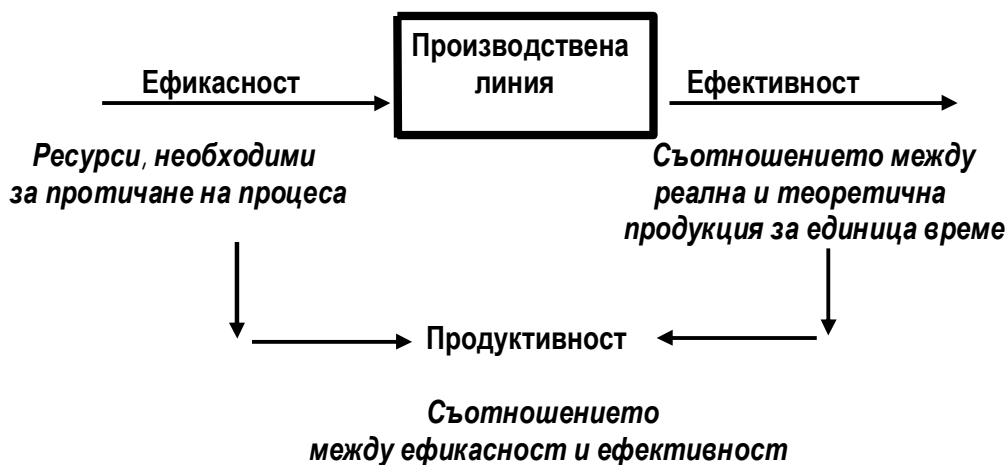 Производствена
линия
Ефикасност
Ефективност
Ресурси, необходими
за протичане на процеса
Съотношението между
реална и теоретична
продукция за единица време
Продуктивност
Съотношението
между ефикасност и ефективност